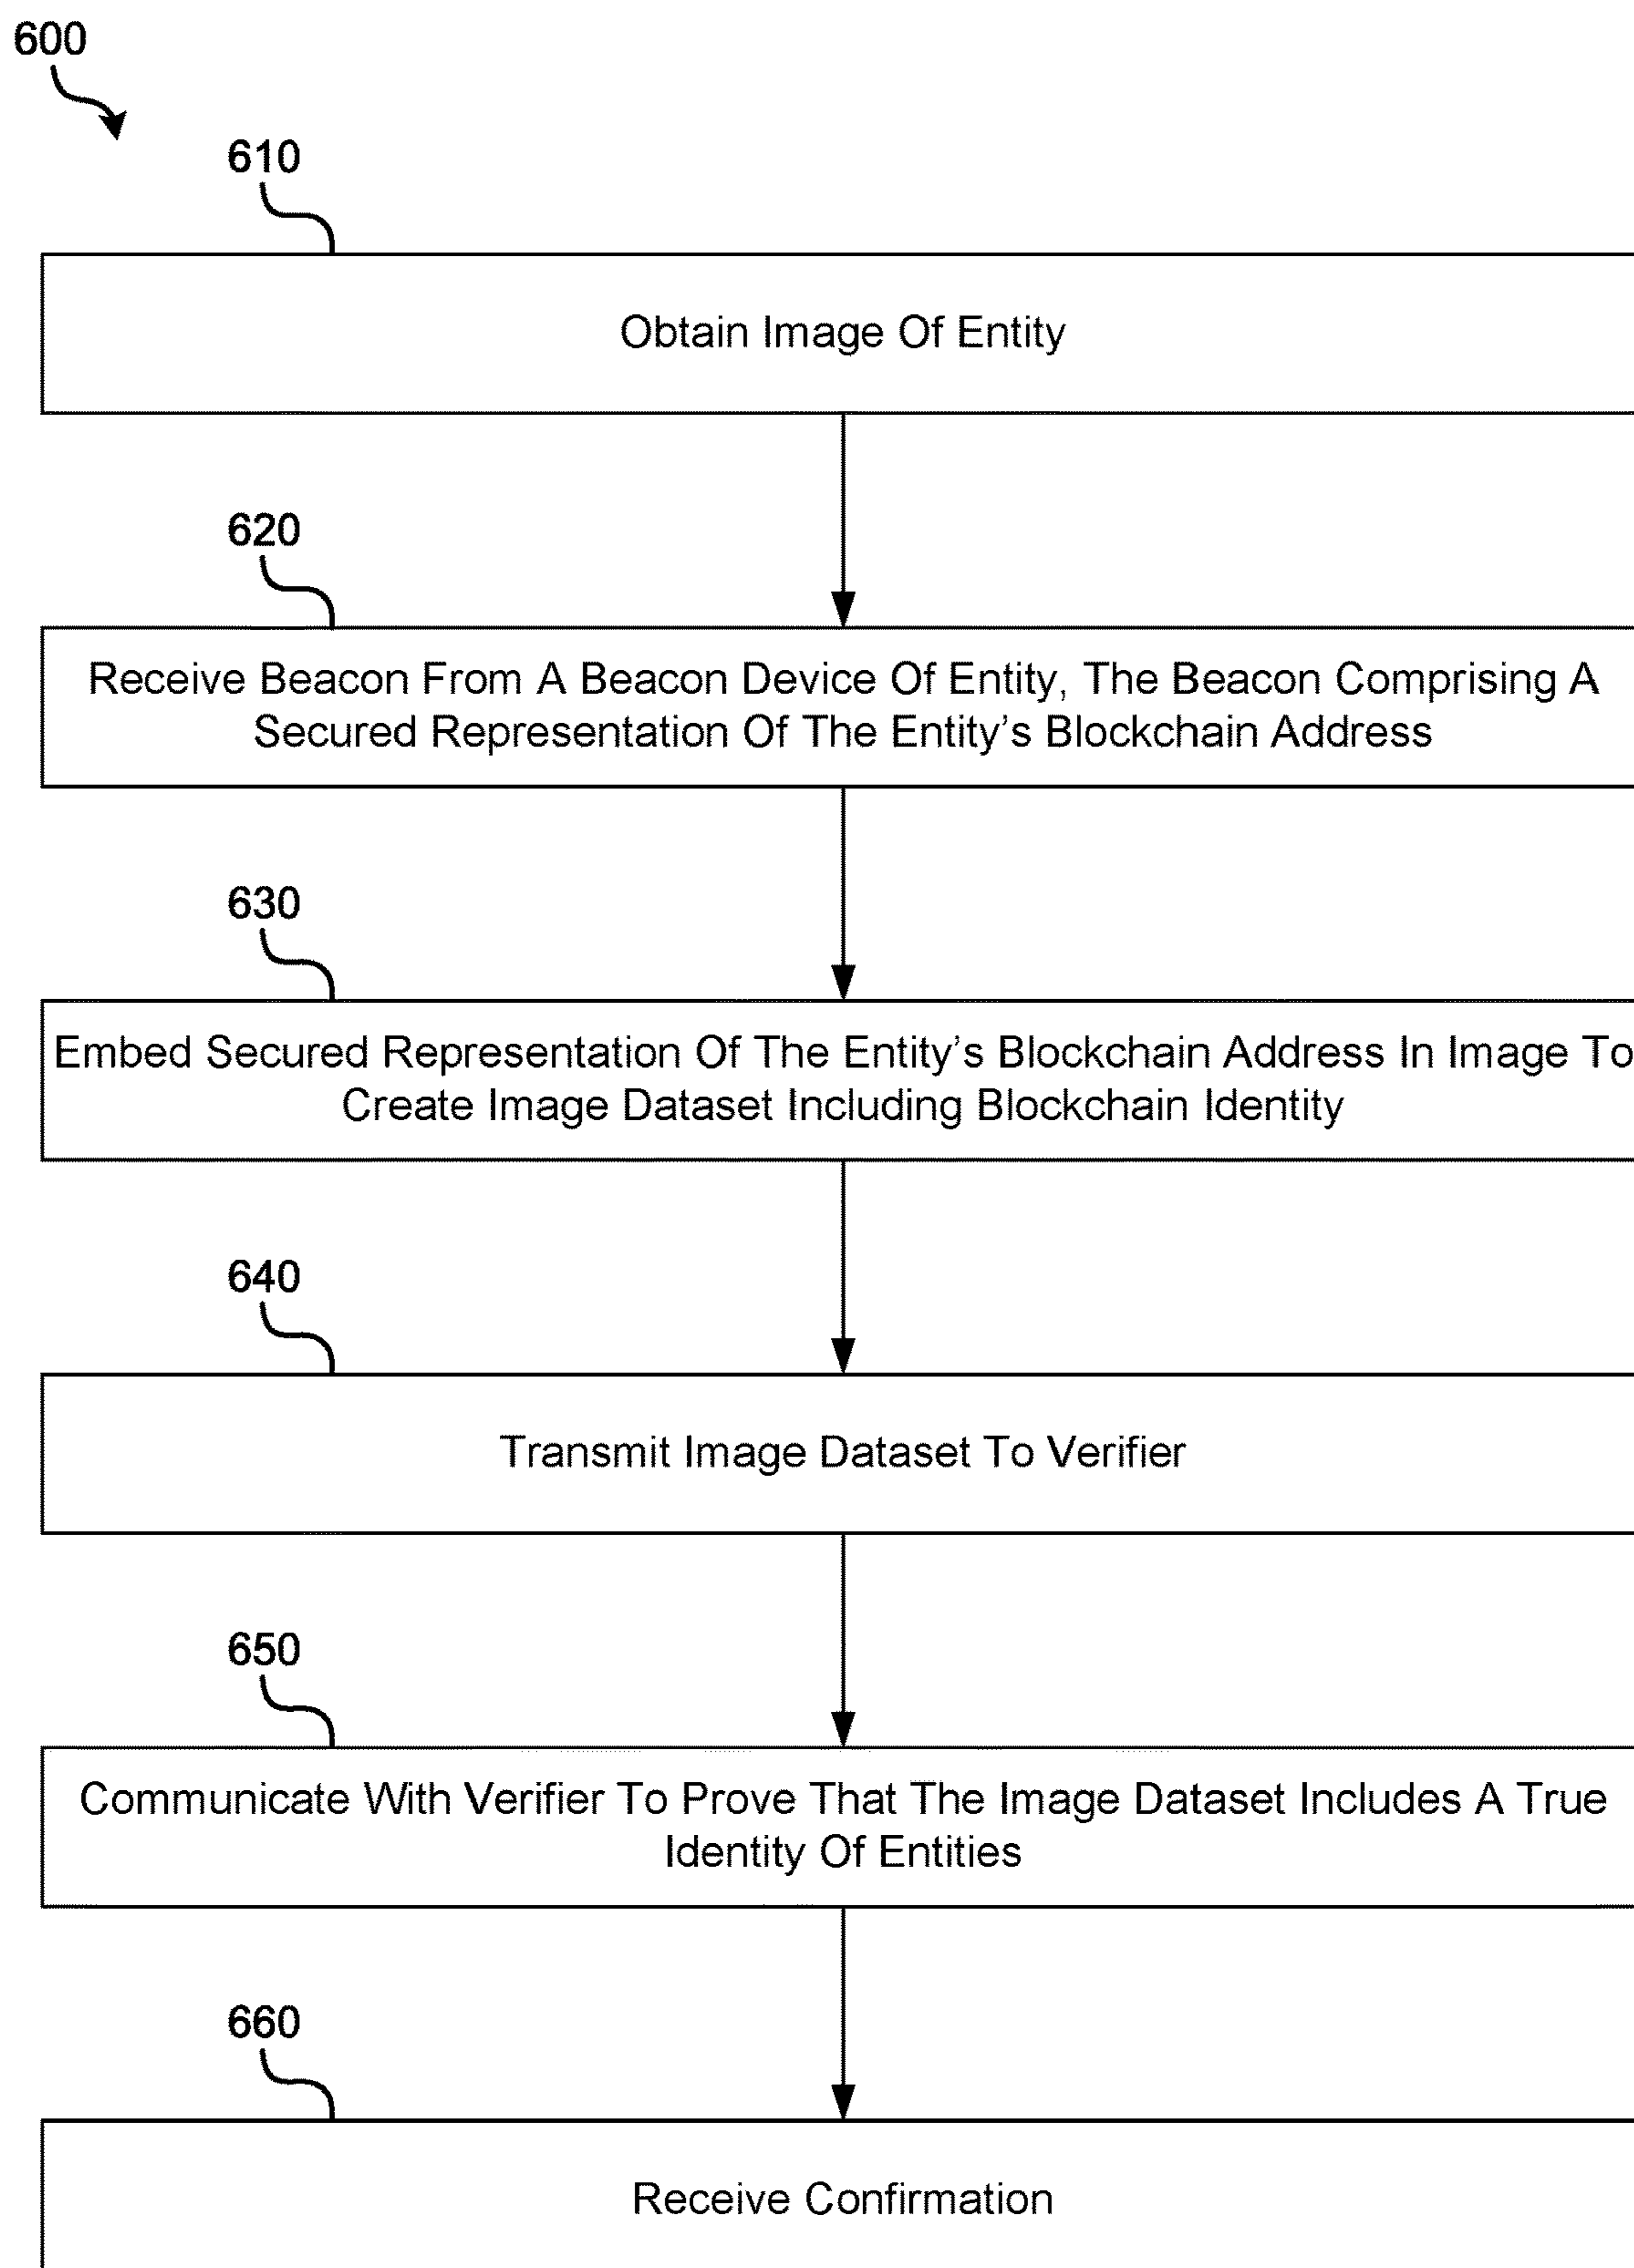 600
610
Obtain Image Of Entity
620
Receive Beacon From A Beacon Device Of Entity, The Beacon Comprising A
Secured Representation Of The Entity’s Blockchain Address
630
Embed Secured Representation Of The Entity’s Blockchain Address In Image To
Create Image Dataset Including Blockchain Identity
640
Transmit Image Dataset To Verifier
650
Communicate With Verifier To Prove That The Image Dataset Includes A True
Identity Of Entities
660
Receive Confirmation